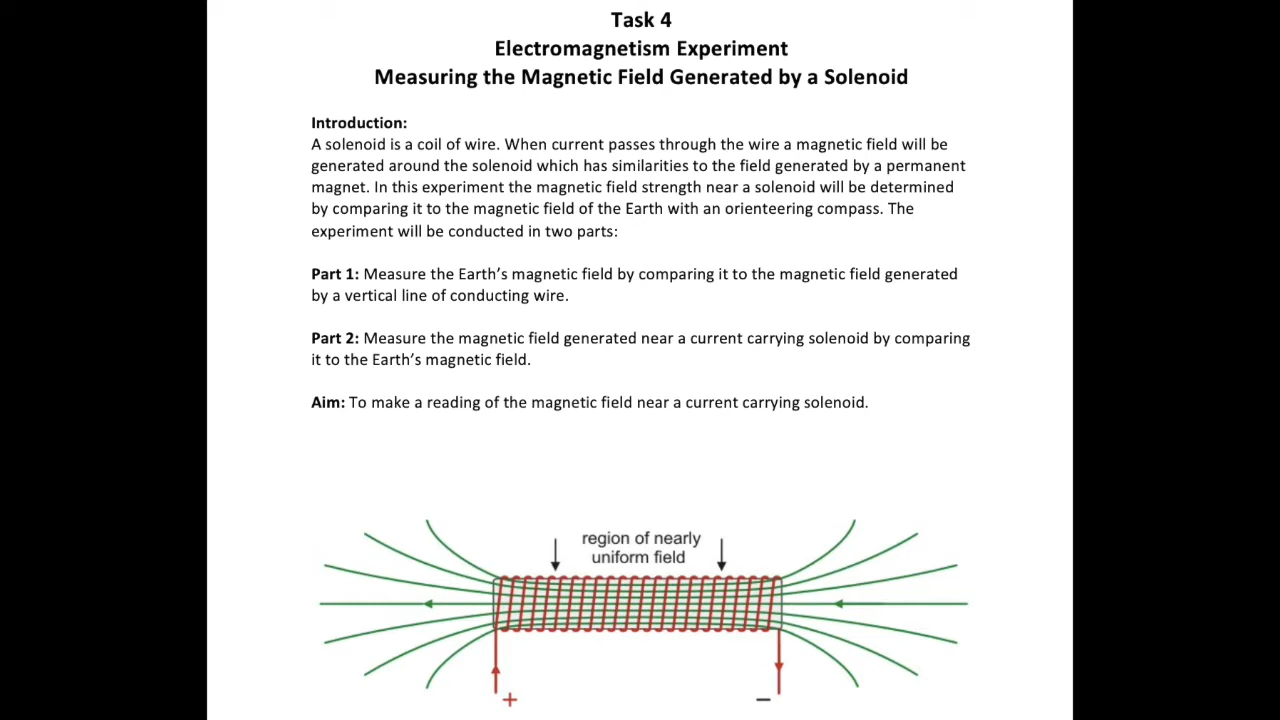 Task 4
Electromagnetism Experiment
Measuring the Magnetic Field Generated by a Solenoid
Introduction:
A solenoid is a coil of wire. When current passes through the wire a magnetic field will be
generated around the solenoid which has similarities to the field generated by a permanent
magnet. In this experiment the magnetic field strength near a solenoid will be determined
by comparing it to the magnetic field of the Earth with an orienteering compass. The
experiment will be conducted in two parts:
Part 1: Measure the Earth’s magnetic field by comparing it to the magnetic field generated
by a vertical line of conducting wire.
Part 2: Measure the magnetic field generated near a current carrying solenoid by comparing
it to the Earth’s magnetic field.
Aim: To make a reading of the magnetic field near a current carrying solenoid.
region of nearly
uniform field
+ −